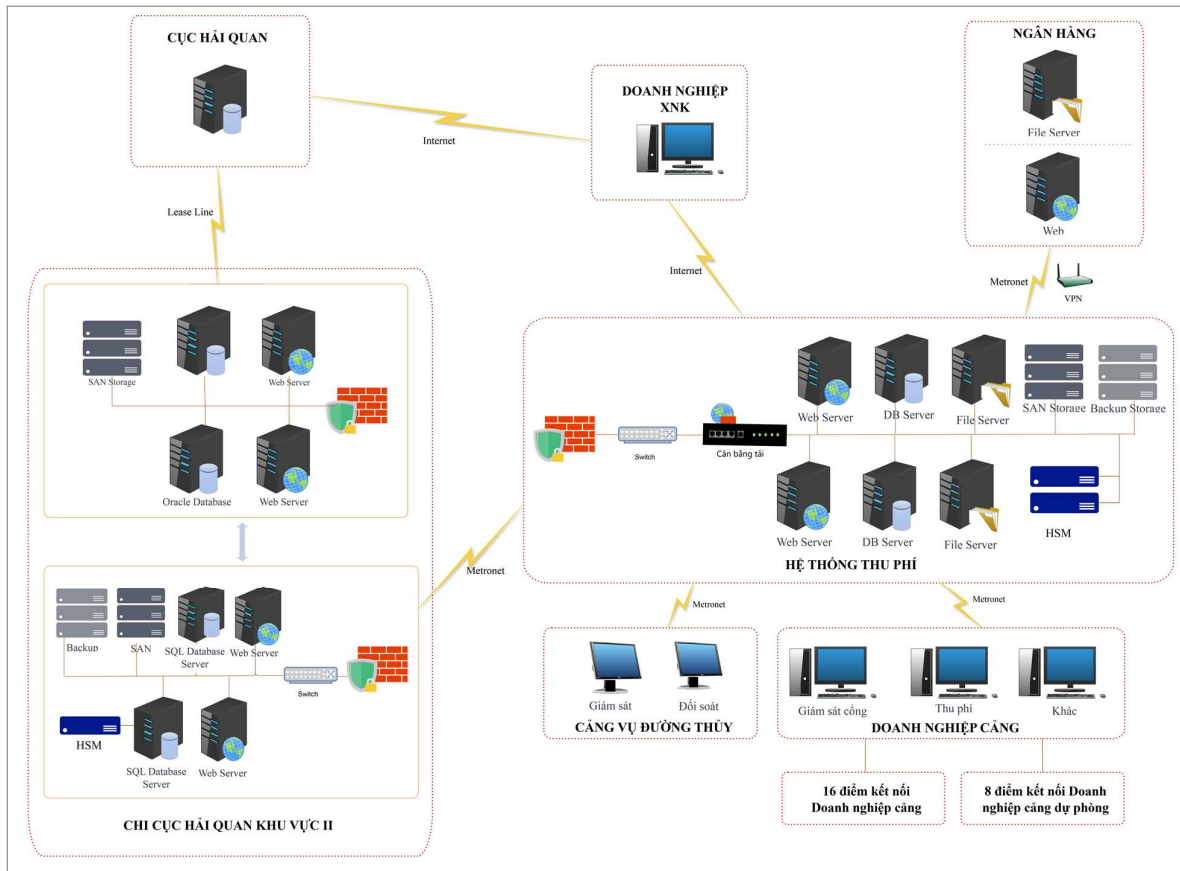 CỤC HẢI QUAN
NGÂN HÀNG
File Server
Web
DOANH NGHIỆP
XNK
Internet
Lease Line
Internet
Metronet
VPN
SAN Storage
Web Server
Oracle Database
Web Server
Backup
SAN
SQL Database
Server
Web Server
Switch
HSM
SQL Database
Server
Web Server
CHI CỤC HẢI QUAN KHU VỰC II
Metronet
Switch
Cân bằng tải
Web Server
DB Server
File Server
SAN Storage
Backup Storage
Web Server
DB Server
File Server
HSM
HỆ THỐNG THU PHÍ
Metronet
Metronet
Giám sát
Đối soát
CẢNG VỤ ĐƯỜNG THỦY
Giám sát cổng
Thu phí
Khác
DOANH NGHIỆP CẢNG
16 điểm kết nối
Doanh nghiệp cảng
8 điểm kết nối Doanh
nghiệp cảng dự phòng